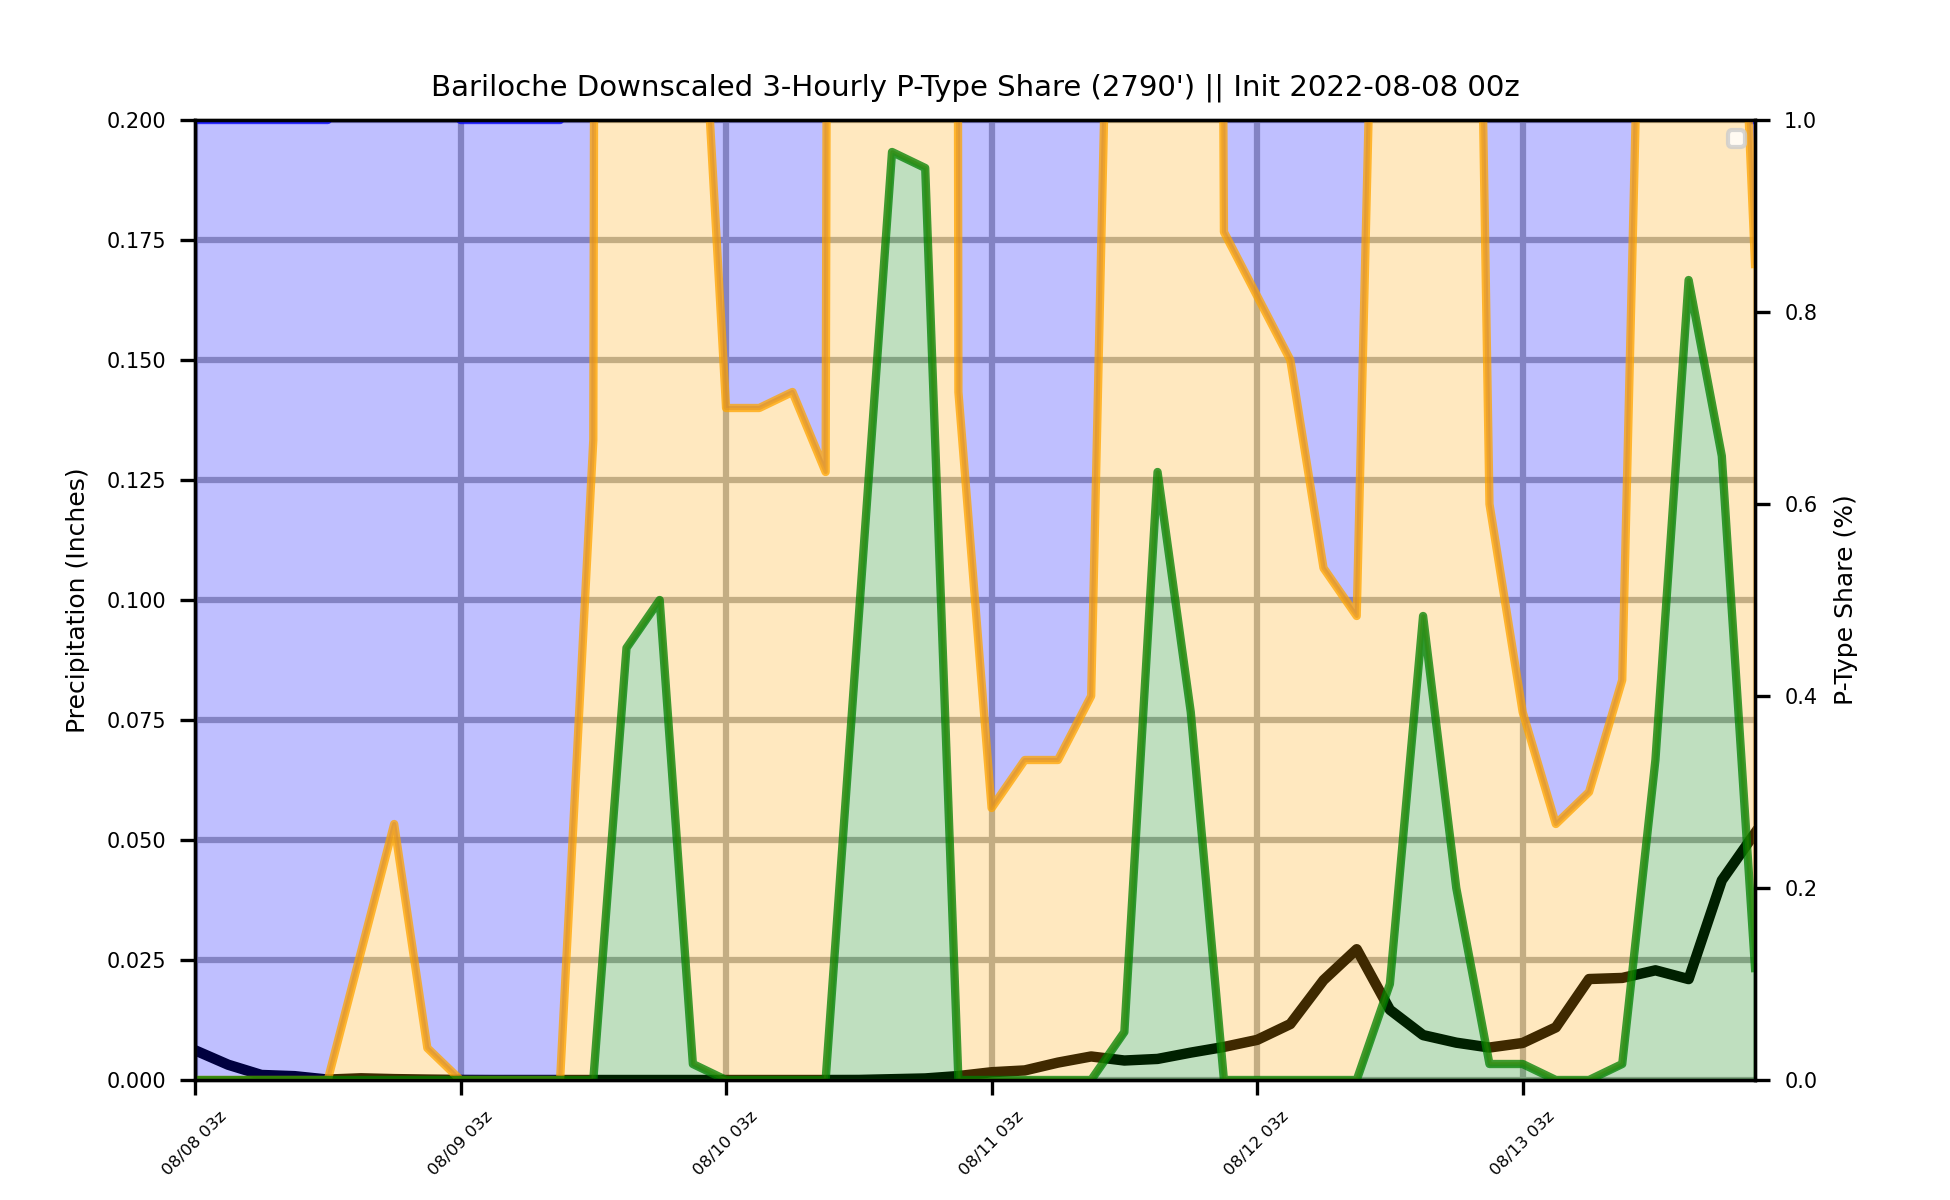 Bariloche Downscaled 3-Hourly P-Type Share (2790') || Init 2022-08-08 00z
0.200
0.175
0.150
0.125
0.100
0.075
0.050
0.025
0.000
Precipitation (Inches)
1.0
0.8
0.6
0.4
0.2
0.0
P-Type Share (%)
08/08 03z
08/09 03z
08/10 03z
08/11 03z
08/12 03z
08/13 03z